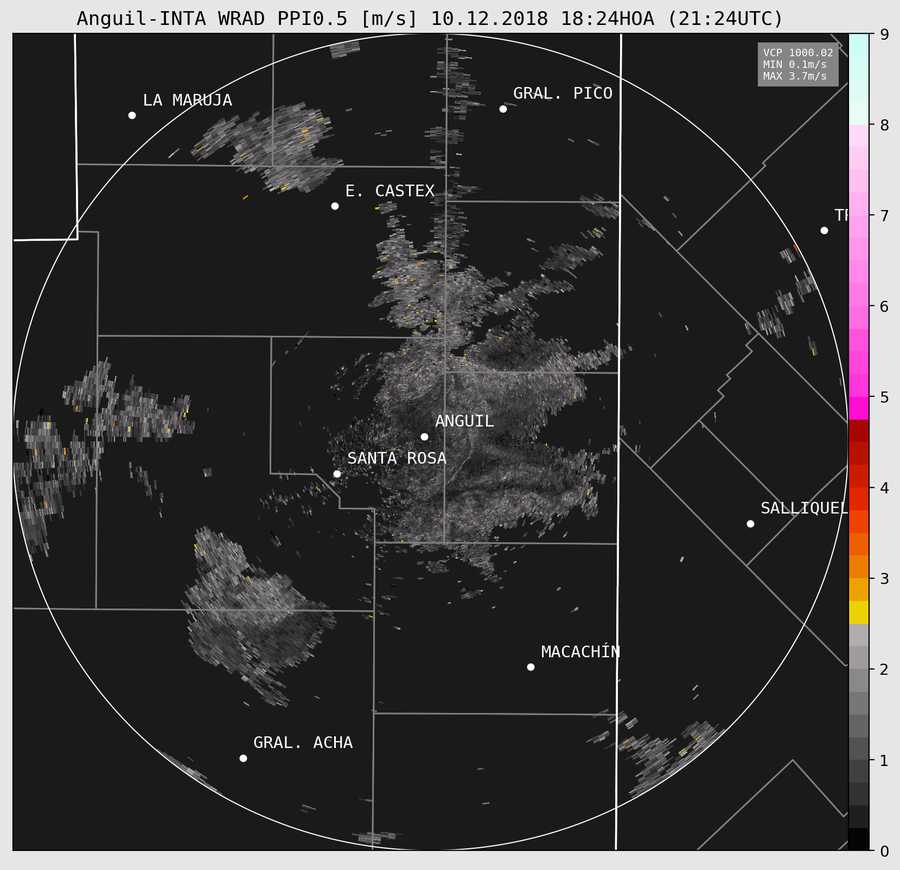 Anguil-INTA WRAD PPI0.5 [m/s] 10.12.2018 18:24HOA (21:24UTC)
VCP 1000.02
MIN 0.1m/s
MAX 3.7m/s
LA MARUJA
GRAL. PICO
E. CASTEX
ANGUIL
SANTA ROSA
SALLIQUEL
MACACHÍN
GRAL. ACHA
9
8
7
6
5
4
3
2
1
0